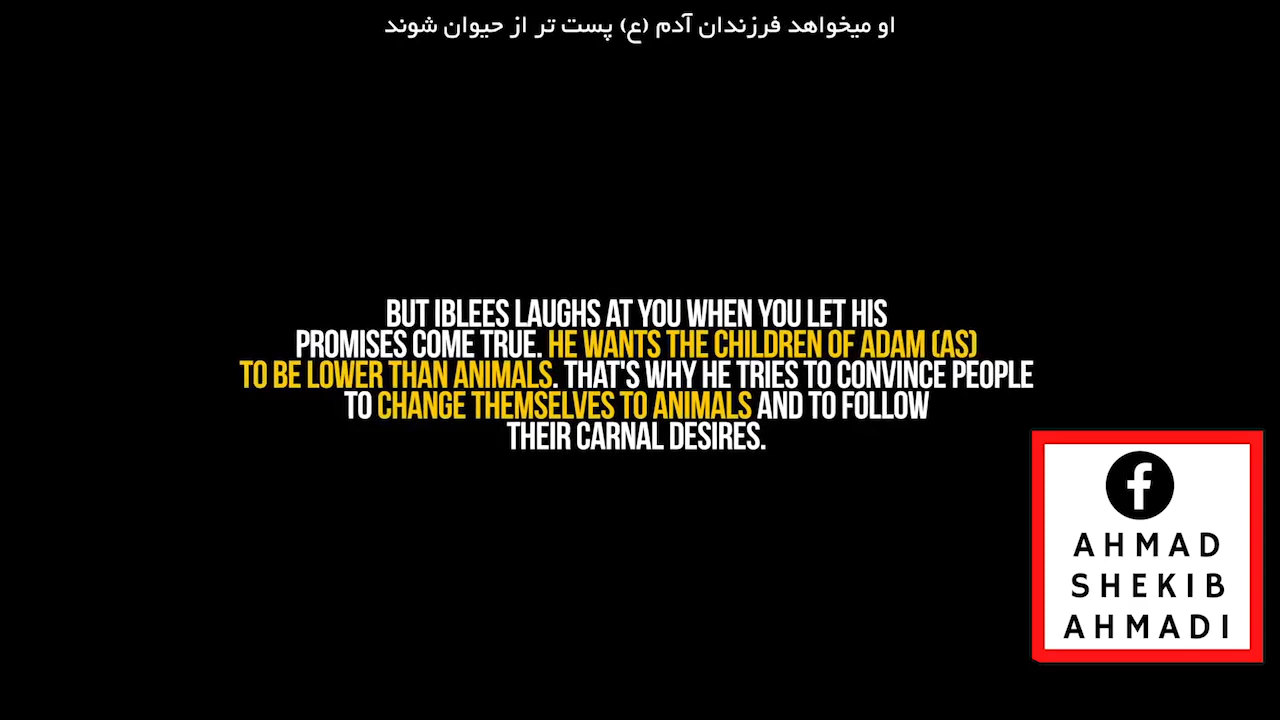 او میخواهد فرزندان آدم (ع) پست تر از حیوان شوند
BUT IBLEES LAUGHS AT YOU WHEN YOU LET HIS
PROMISES COME TRUE. HE WANTS THE CHILDREN OF ADAM (AS)
TO BE LOWER THAN ANIMALS. THAT'S WHY HE TRIES TO CONVINCE PEOPLE
TO CHANGE THEMSELVES TO ANIMALS AND TO FOLLOW
THEIR CARNAL DESIRES.
f
AHMAD
SHEKIB
AHMADI